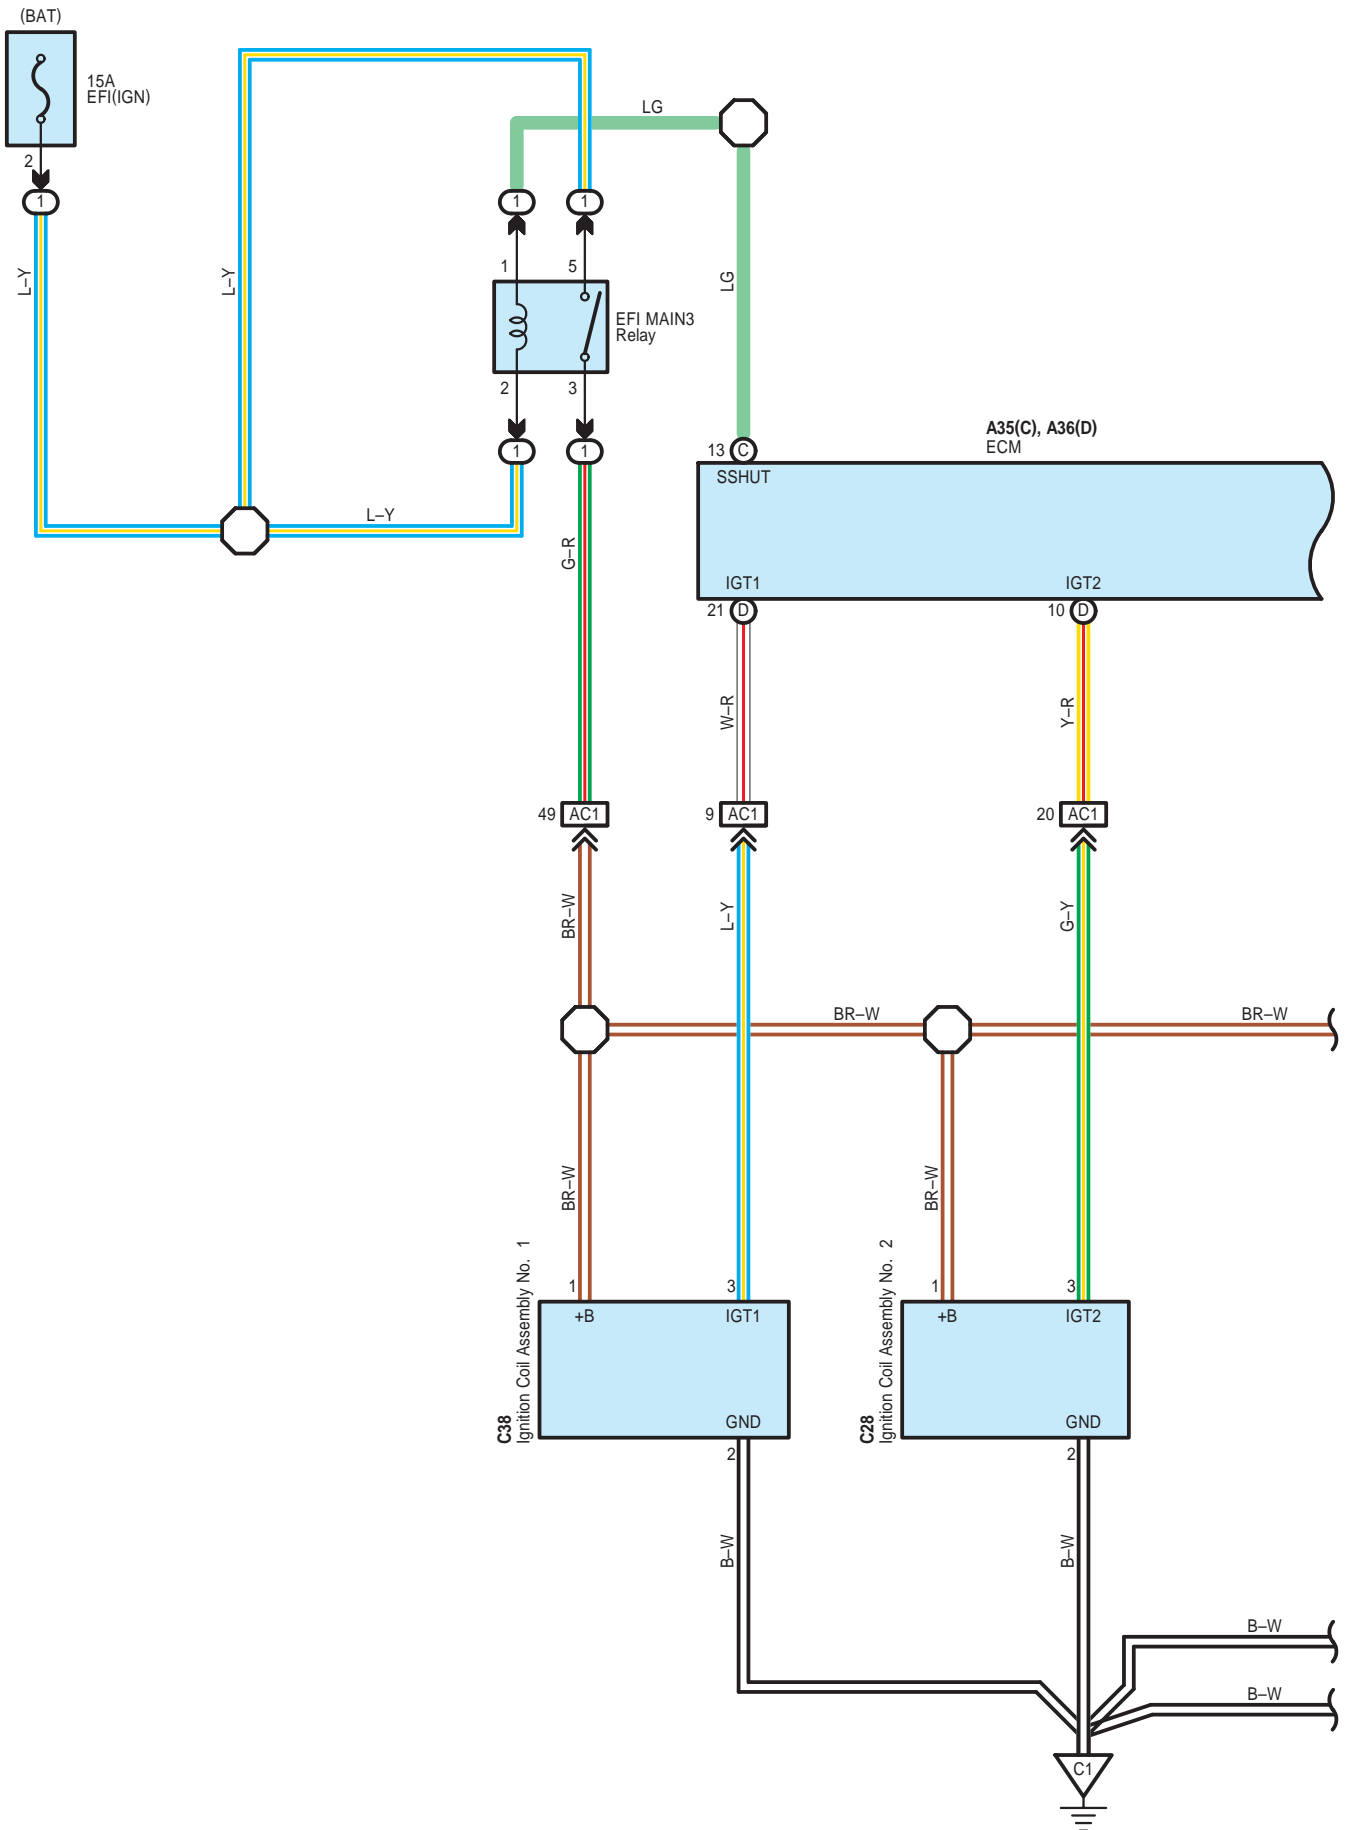 (BAT)
15A
EFI(IGN)
2
1
L–Y
L–Y
LG
LG
1
1
1
5
EFI MAIN3
Relay
2
3
1
1
L–Y
G–R
A35(C), A36(D)
ECM
13
C
SSHUT
IGT1
IGT2
21
D
10
D
W–R
Y–R
49
AC1
9
AC1
20
AC1
BR–W
L–Y
G–Y
BR–W
BR–W
BR–W
BR–W
C38
Ignition Coil Assembly No. 1
1
3
+B
IGT1
GND
2
C28
Ignition Coil Assembly No. 2
1
3
+B
IGT2
GND
2
B–W
B–W
B–W
B–W
C1